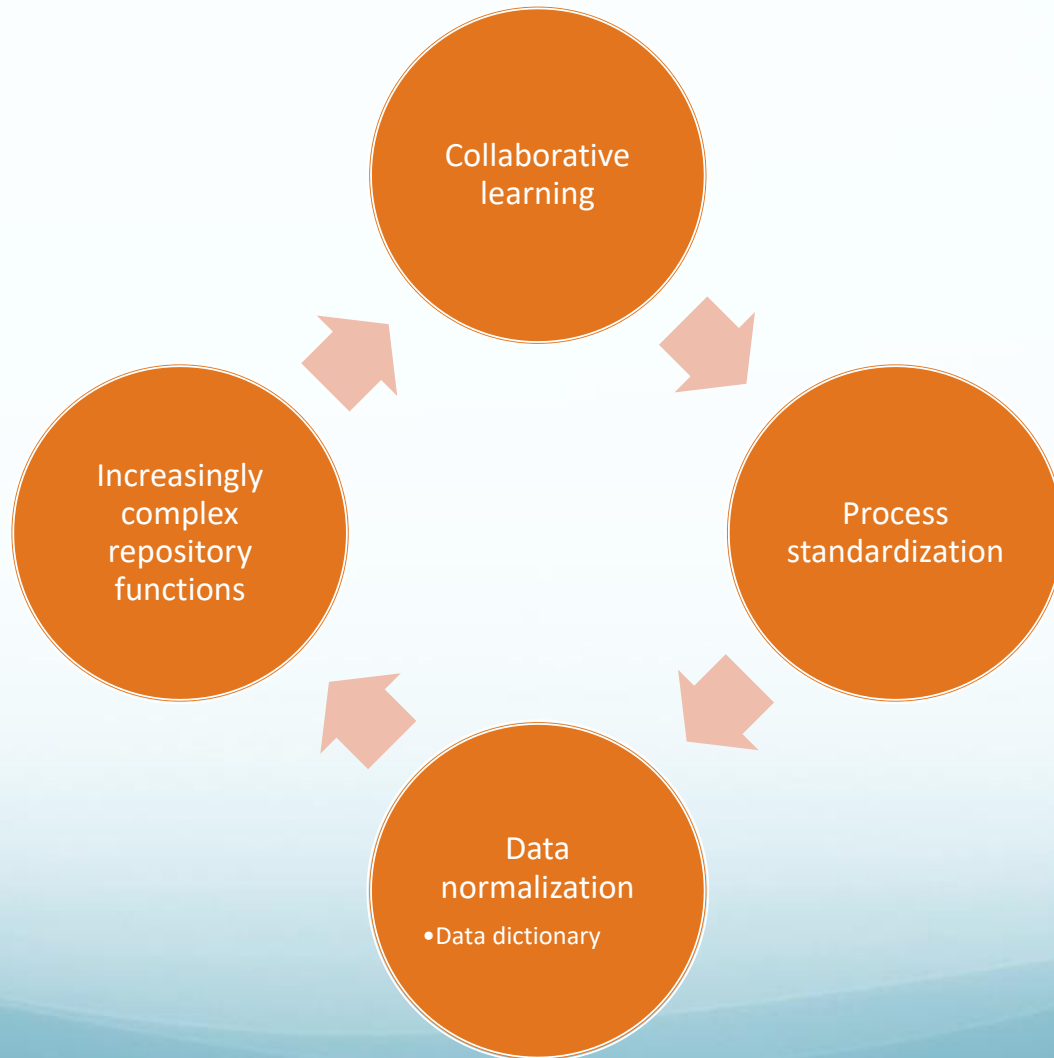 Collaborative
learning
Process
standardization
Data
normalization
•Data dictionary
Increasingly
complex
repository
functions